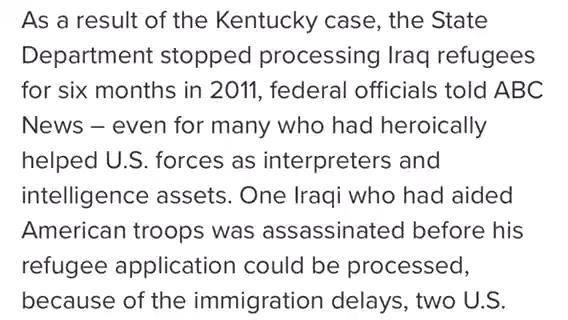 As a result of the Kentucky case, the State
Department stopped processing Iraq refugees
for six months in 2011, federal officials told ABC
News – even for many who had heroically
helped U.S. forces as interpreters and
intelligence assets. One Iraqi who had aided
American troops was assassinated before his
refugee application could be processed,
because of the immigration delays, two U.S.